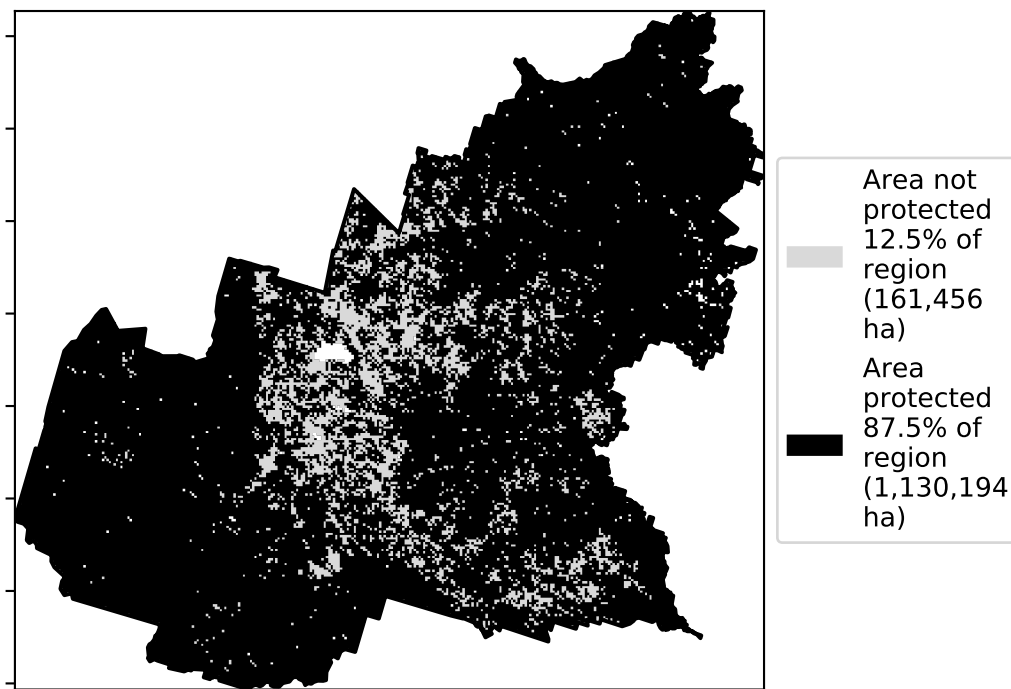 Area not
protected
12.5% of
region
(161,456
ha)
Area
protected
87.5% of
region
(1,130,194
ha)